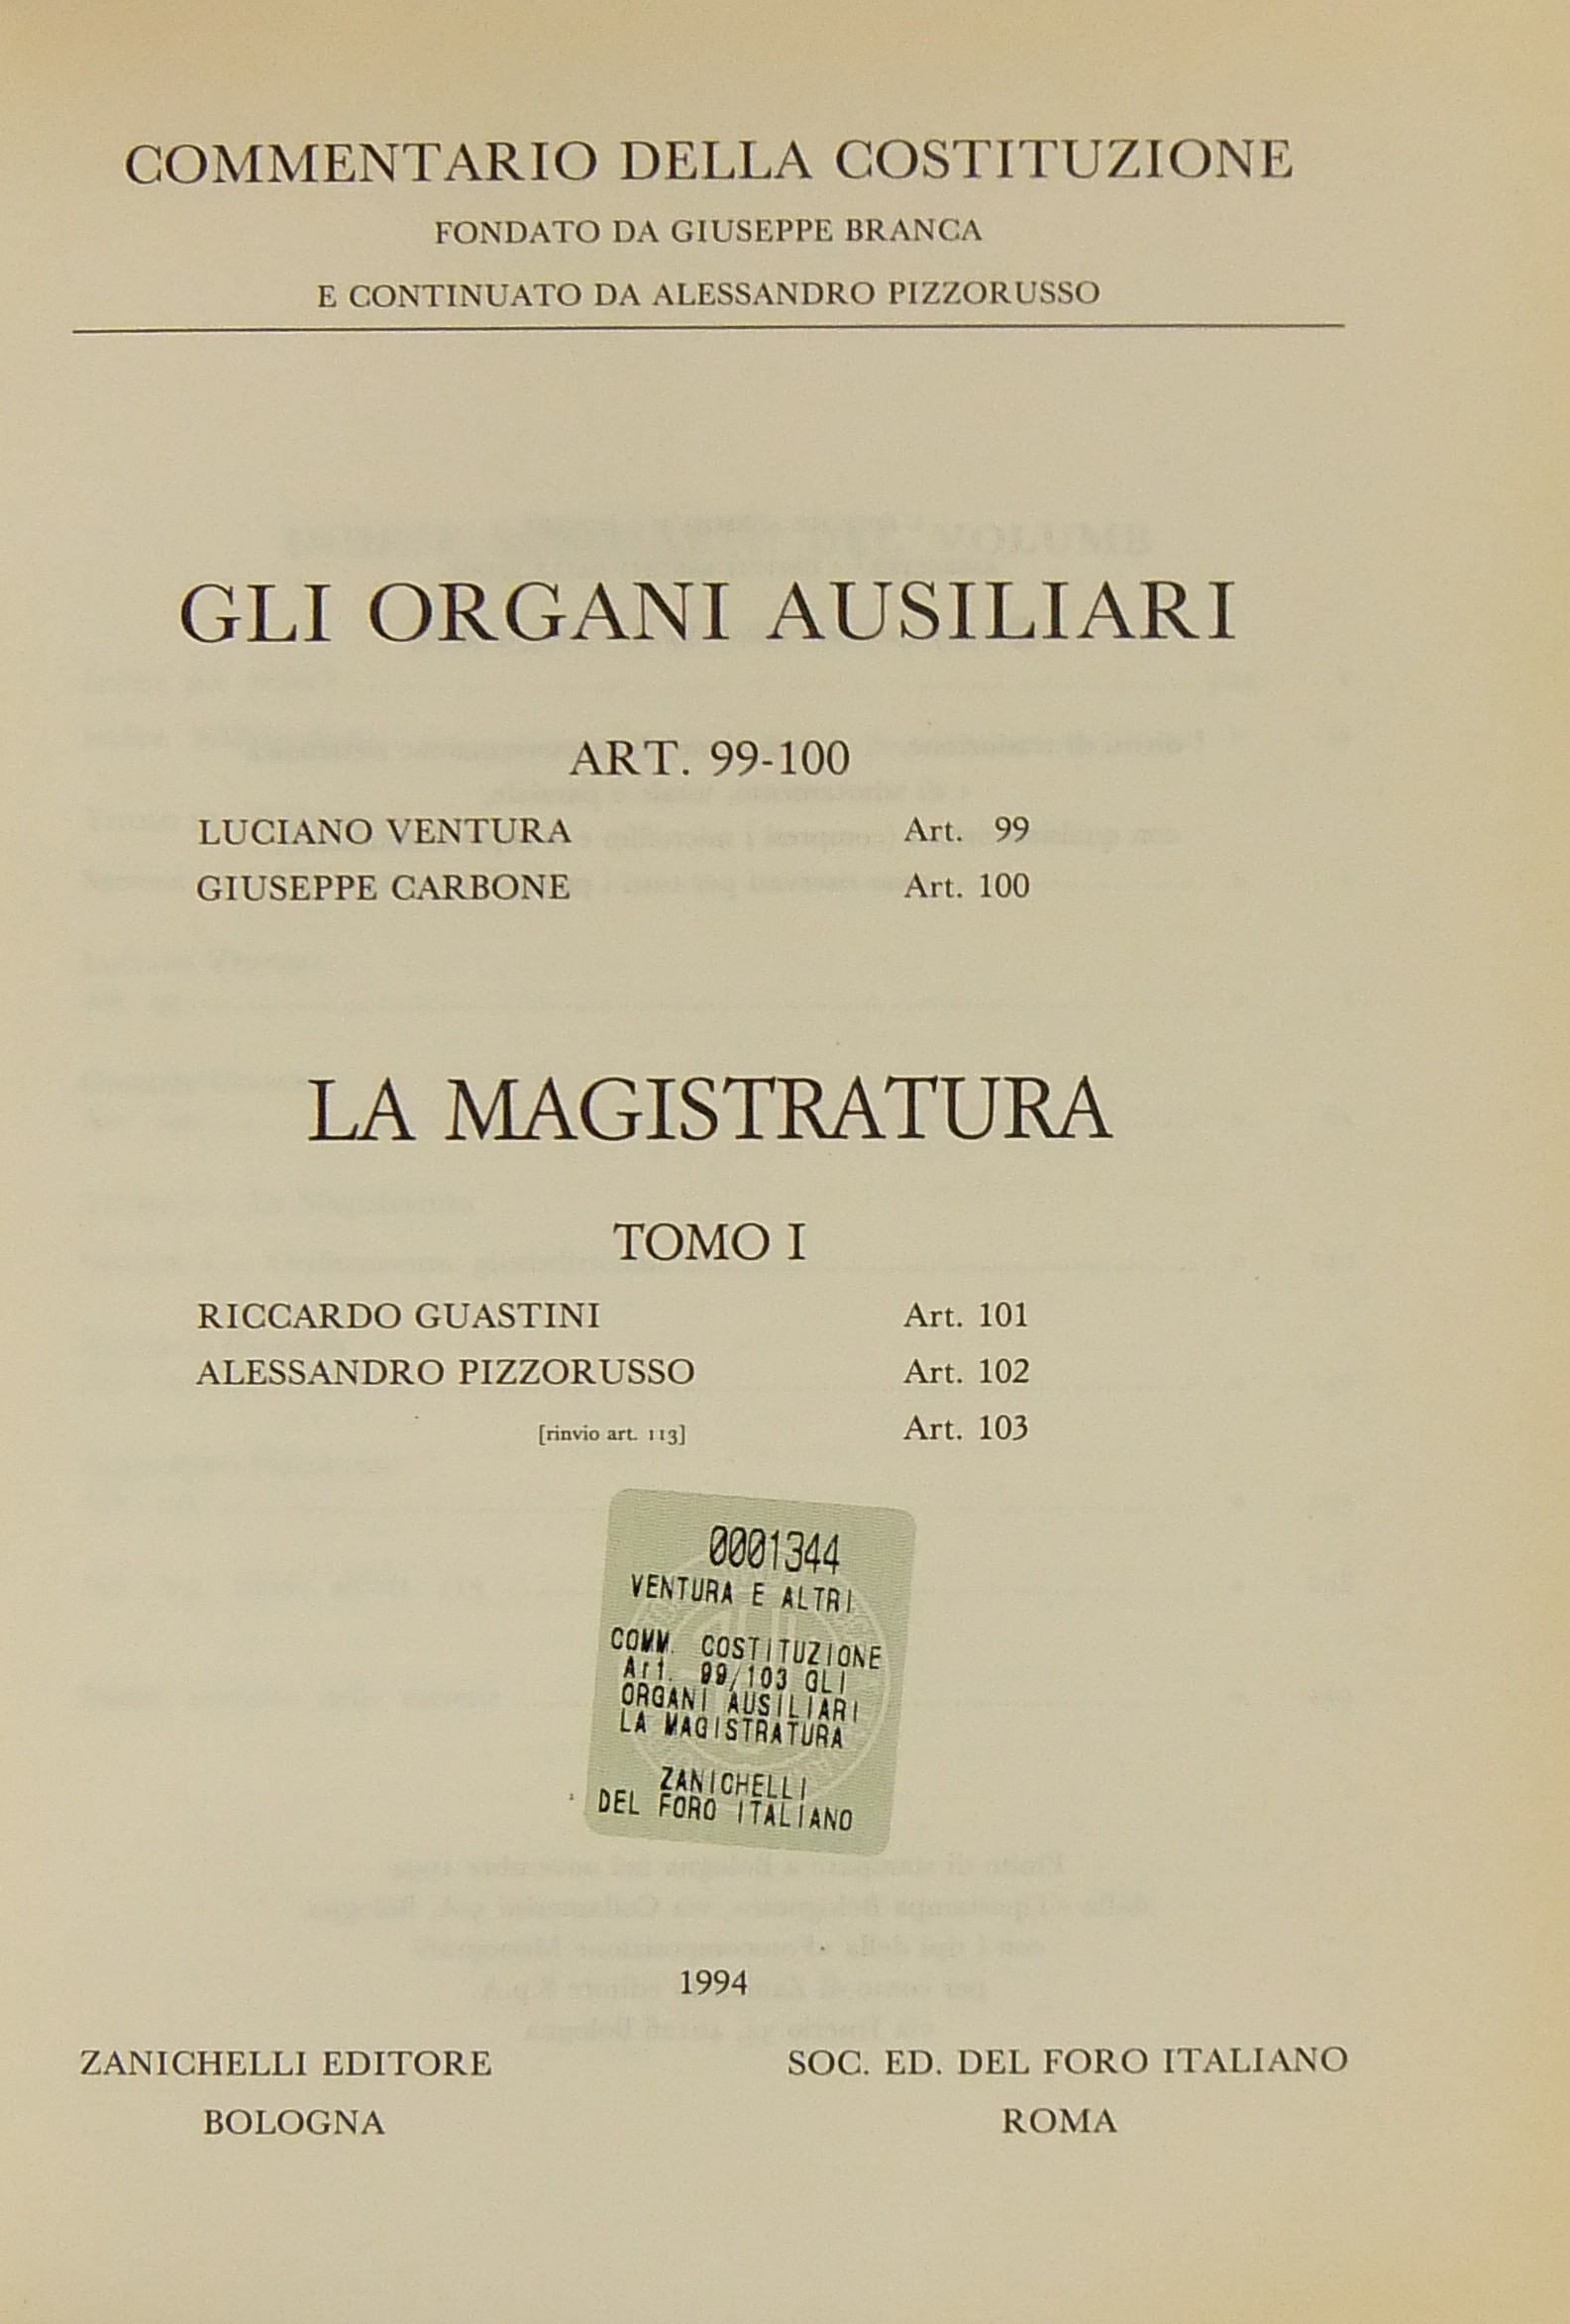 COMMENTARIO DELLA COSTITUZIONE
FONDATO DA GIUSEPPE BRANCA
E CONTINUATO DA ALESSANDRO PIZZORUSSO
GLI ORGANI AUSILIARI
ART. 99-100
LUCIANO VENTURA Art. 99
GIUSEPPE CARBONE Art. 100
LA MAGISTRATURA
TOMO I
RICCARDO GUASTINI Art. 101
ALESSANDRO PIZZORUSSO Art. 102
[rinvio art. 113] Art. 103
0001344
VENTURA E ALTRI
COMM. COSTITUZIONE
Art. 99/103 GLI
ORGANI AUSILIARI
LA MAGISTRATURA
ZANICHELLI
DEL FORO ITALIANO
1994
ZANICHELLI EDITORE SOC. ED. DEL FORO ITALIANO
BOLOGNA ROMA